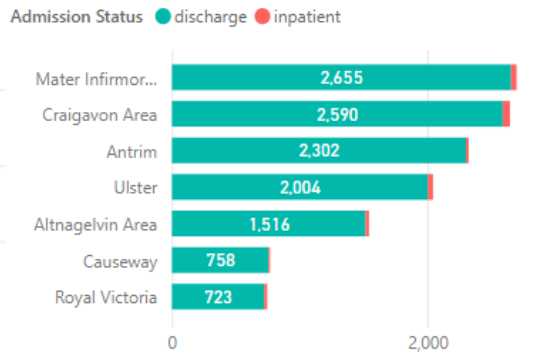 Admission Status discharge inpatient
Mater Infirmor... 2,655
Craigavon Area 2,590
Antrim 2,302
Ulster 2,004
Altnagelvin Area 1,516
Causeway 758
Royal Victoria 723
0 2,000